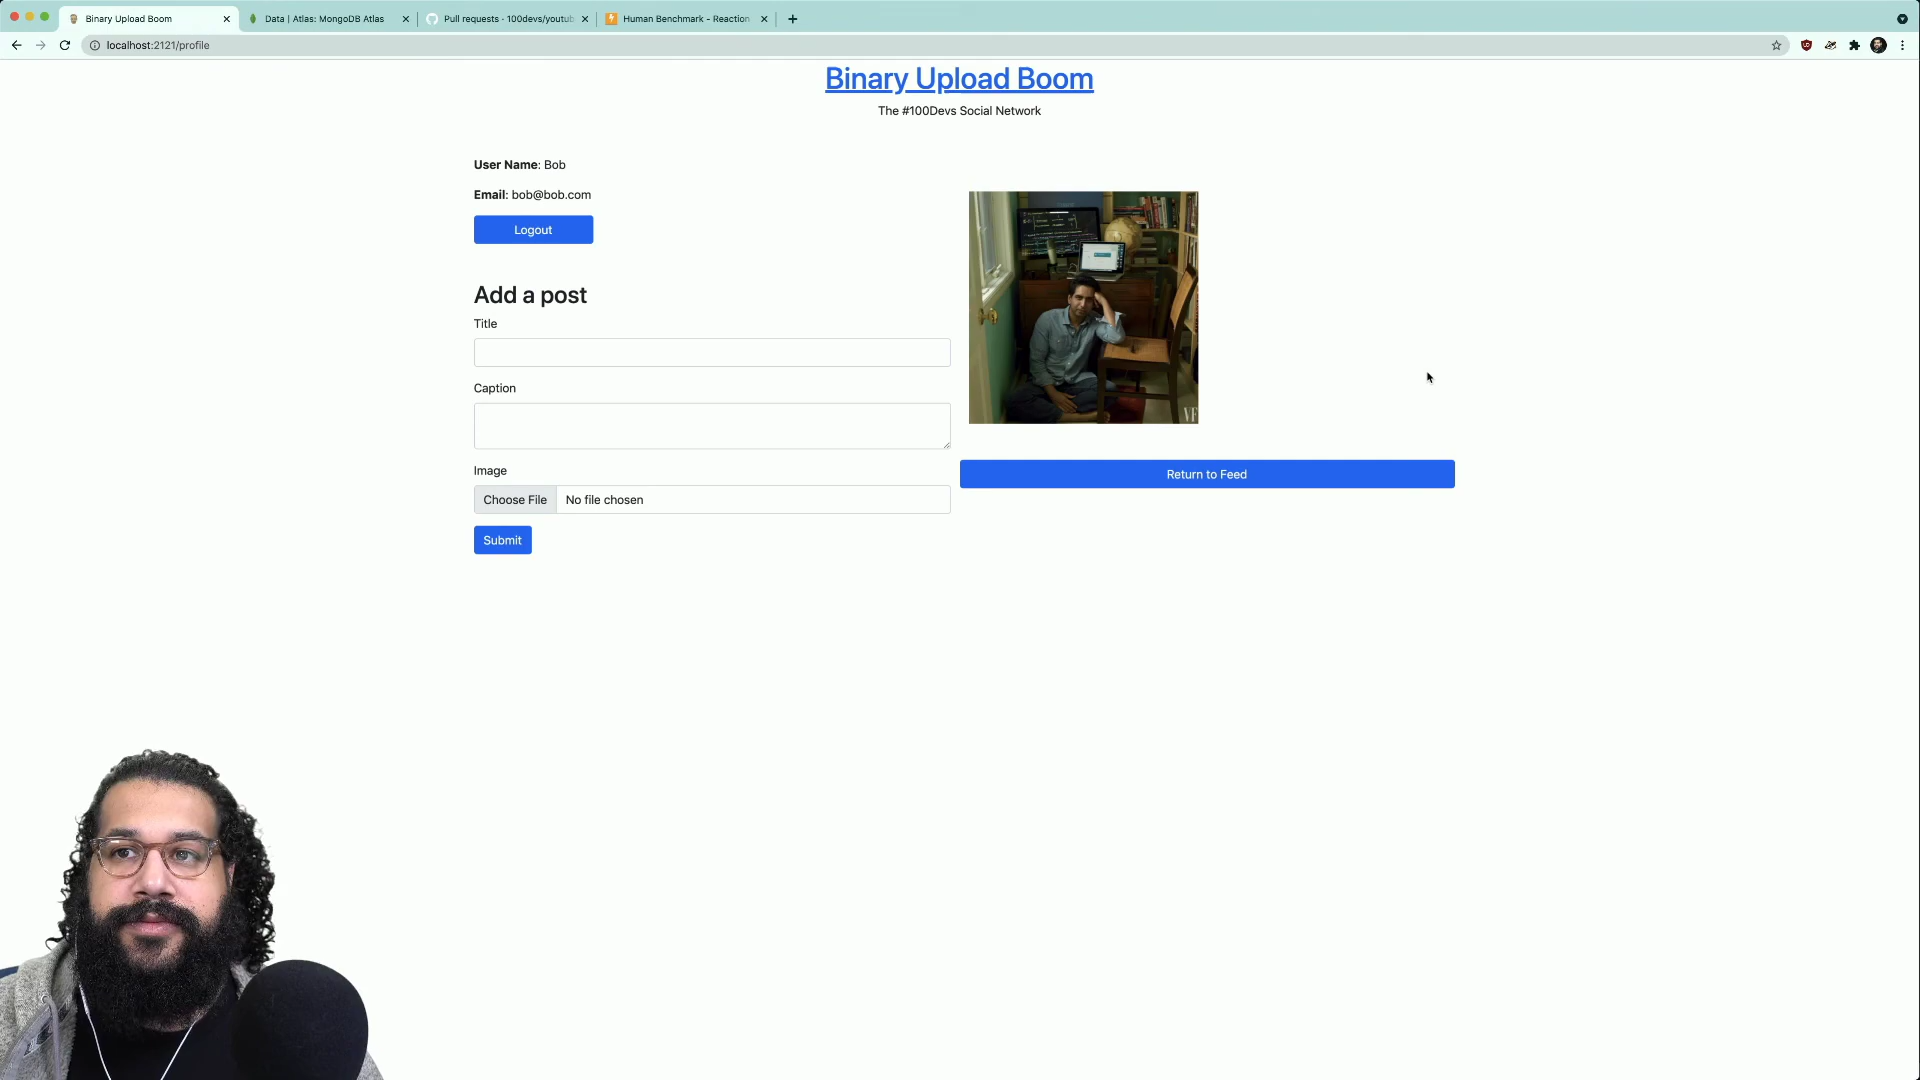 Binary Upload Boom
Data | Atlas: MongoDB Atlas
Pull requests · 100devs/youtub
Human Benchmark - Reaction
localhost:2121/profile
Binary Upload Boom
The #100Devs Social Network
User Name: Bob
Email: bob@bob.com
Logout
Add a post
Title
Caption
Image
Choose File No file chosen
Submit
VF
Return to Feed